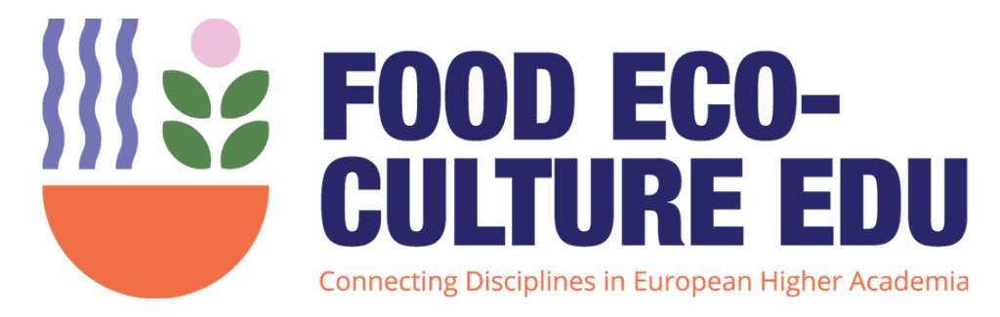 FOOD ECO-
CULTURE EDU
Connecting Disciplines in European Higher Academia